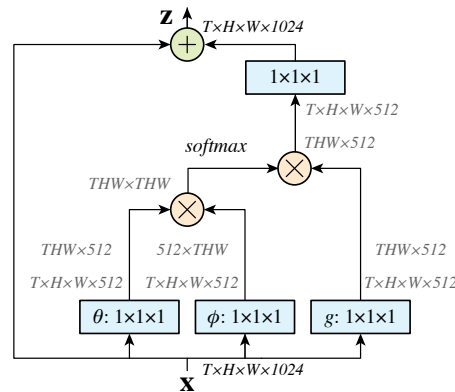 z
T×H×W×1024
+
1×1×1
T×H×W×512
softmax
THW×512
×
THW×THW
×
THW×512
512×THW
THW×512
T×H×W×512
T×H×W×512
T×H×W×512
θ: 1×1×1
ϕ: 1×1×1
g: 1×1×1
x
T×H×W×1024